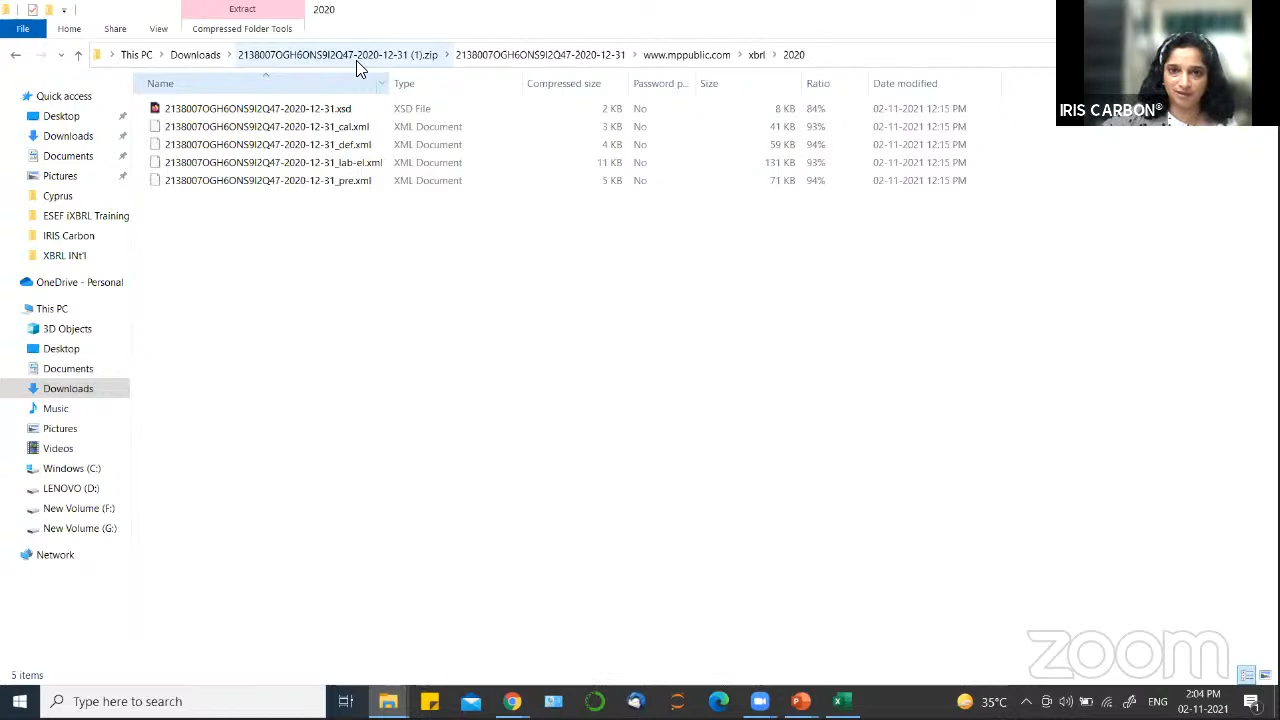 Extract 2020
File Home Share View Compressed Folder Tools
This PC Downloads 2138007OGH6ONS9I2Q47-2020-12-31 (1).zip 2138007OGH6ONS9I2Q47-2020-12-31 www.mppublic.com xbrl 2020
Name Type Compressed size Password p... Size Ratio Date modified
2138007OGH6ONS9I2Q47-2020-12-31.xsd XSD File 2 KB No 8 KB 84% 02-11-2021 12:15 PM
2138007OGH6ONS9I2Q47-2020-12-31_cal.xml XML Document 3 KB No 41 KB 93% 02-11-2021 12:15 PM
2138007OGH6ONS9I2Q47-2020-12-31_def.xml XML Document 4 KB No 59 KB 94% 02-11-2021 12:15 PM
2138007OGH6ONS9I2Q47-2020-12-31_lab-el.xml XML Document 11 KB No 131 KB 93% 02-11-2021 12:15 PM
2138007OGH6ONS9I2Q47-2020-12-31_pre.xml XML Document 5 KB No 71 KB 94% 02-11-2021 12:15 PM
Quick access
Desktop
Downloads
Documents
Pictures
Cyprus
ESEF iXBRL Training
IRIS Carbon
XBRL INt'l
OneDrive - Personal
This PC
3D Objects
Desktop
Documents
Downloads
Music
Pictures
Videos
Windows (C:)
LENOVO (D:)
New Volume (F:)
New Volume (G:)
Network
IRIS CARBON®
5 items
zoom
Type here to search
35°C ENG 2:04 PM
02-11-2021